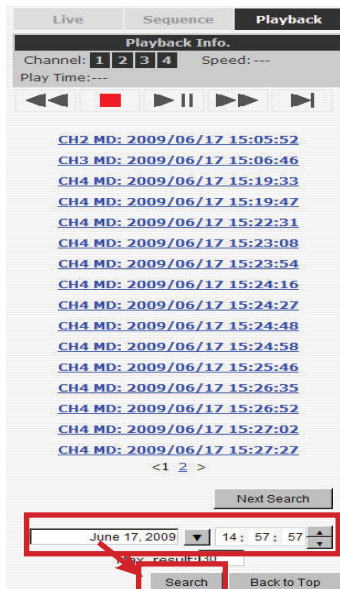 Live Sequence Playback
Playback Info.
Channel: 1 2 3 4 Speed: ---
Play Time:---
CH2 MD: 2009/06/17 15:05:52
CH3 MD: 2009/06/17 15:06:46
CH4 MD: 2009/06/17 15:19:33
CH4 MD: 2009/06/17 15:19:47
CH4 MD: 2009/06/17 15:22:31
CH4 MD: 2009/06/17 15:23:08
CH4 MD: 2009/06/17 15:23:54
CH4 MD: 2009/06/17 15:24:16
CH4 MD: 2009/06/17 15:24:27
CH4 MD: 2009/06/17 15:24:48
CH4 MD: 2009/06/17 15:24:58
CH4 MD: 2009/06/17 15:25:46
CH4 MD: 2009/06/17 15:26:35
CH4 MD: 2009/06/17 15:26:52
CH4 MD: 2009/06/17 15:27:02
CH4 MD: 2009/06/17 15:27:27
<1 2 >
Next Search
June 17, 2009 14: 57: 57
Max. result:30
Search Back to Top